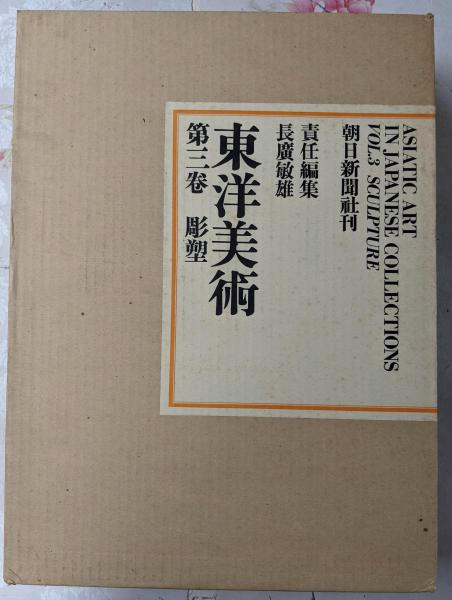 ASIATIC ART
IN JAPANESE COLLECTIONS
VOL.3 SCULPTURE
朝日新聞社刊
責任編集
長廣敏雄
東洋美術
第三巻 彫塑